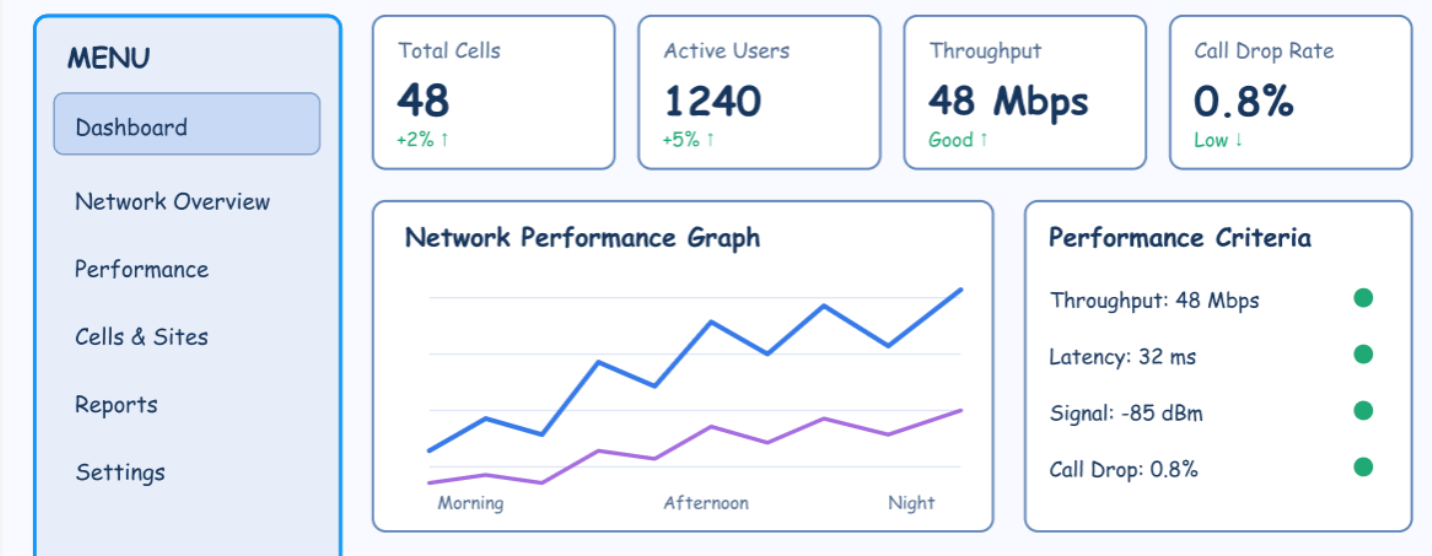 MENU
Dashboard
Network Overview
Performance
Cells & Sites
Reports
Settings
Total Cells
48
+2% ↑
Active Users
1240
+5% ↑
Throughput
48 Mbps
Good ↑
Call Drop Rate
0.8%
Low ↓
Network Performance Graph
Morning Afternoon Night
Performance Criteria
Throughput: 48 Mbps
Latency: 32 ms
Signal: -85 dBm
Call Drop: 0.8%